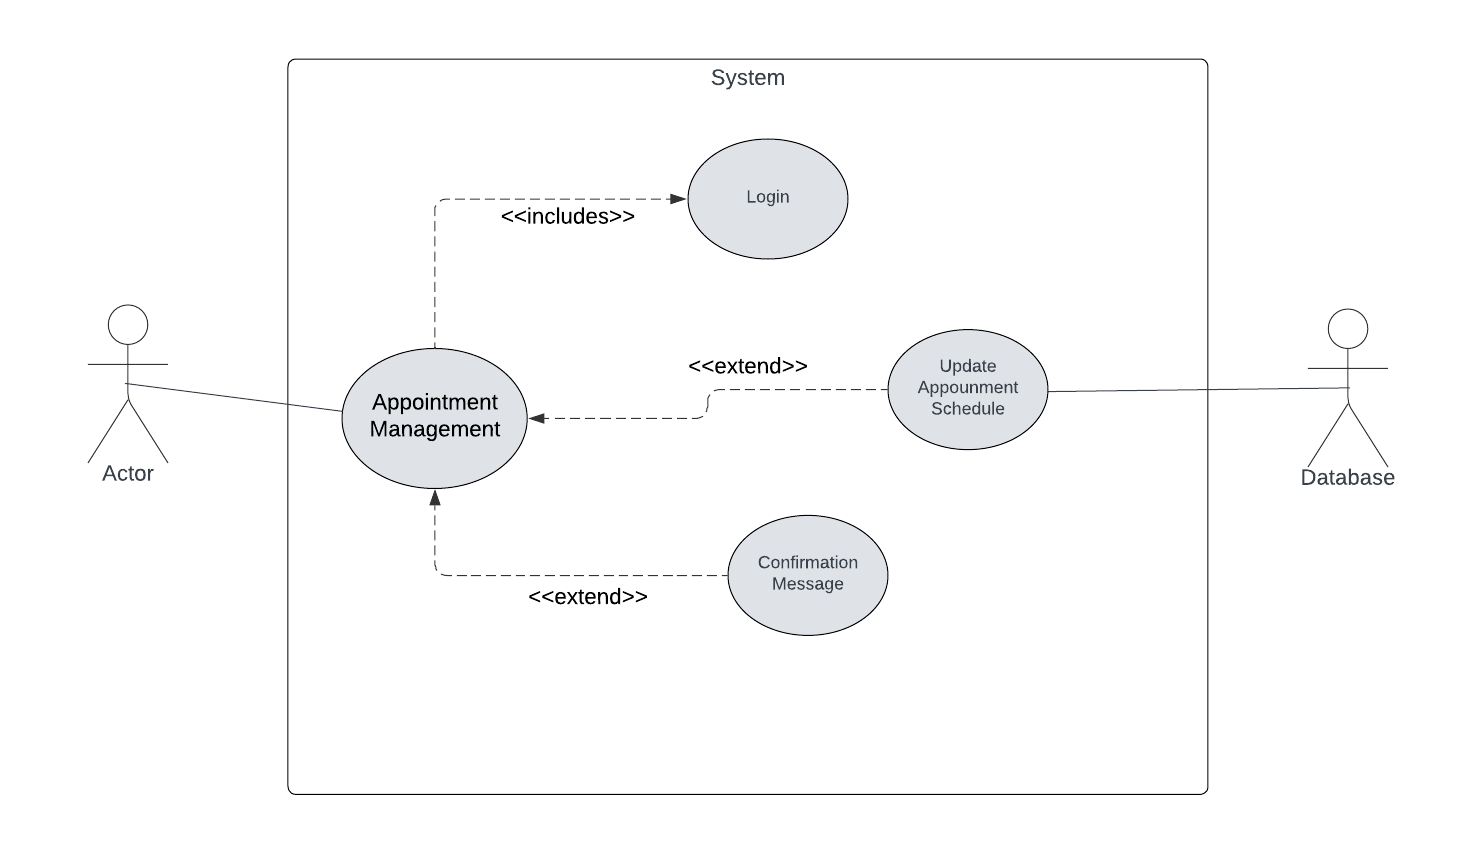 System
Login
<<includes>>
<<extend>>
Update
Appounment
Schedule
Appointment
Management
Actor
Database
Confirmation
Message
<<extend>>